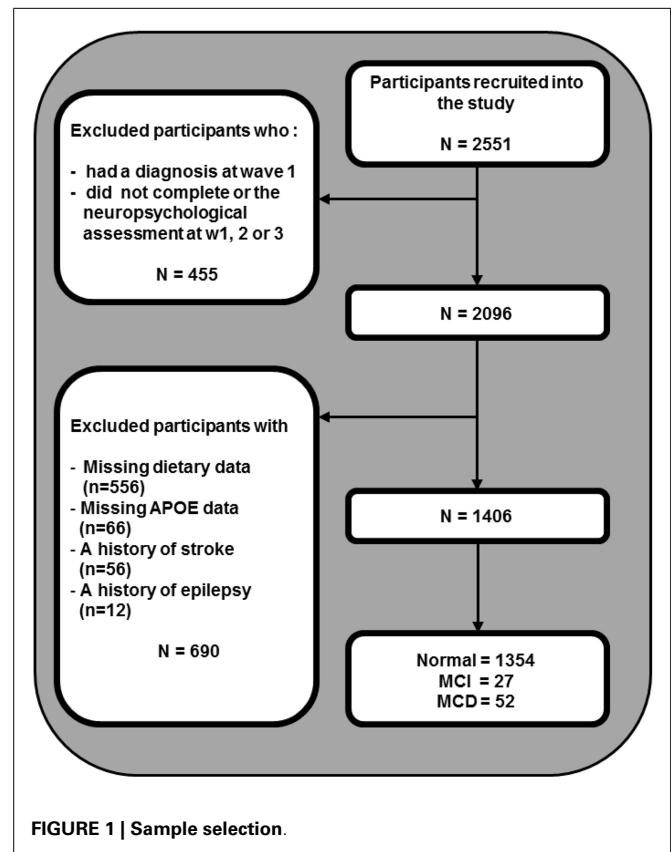 Participants recruited into
the study
N = 2551
Excluded participants who :
- had a diagnosis at wave 1
- did not complete or the
neuropsychological
assessment at w1, 2 or 3
N = 455
N = 2096
Excluded participants with
- Missing dietary data
(n=556)
- Missing APOE data
(n=66)
- A history of stroke
(n=56)
- A history of epilepsy
(n=12)
N = 690
N = 1406
Normal = 1354
MCI = 27
MCD = 52
FIGURE 1 | Sample selection.